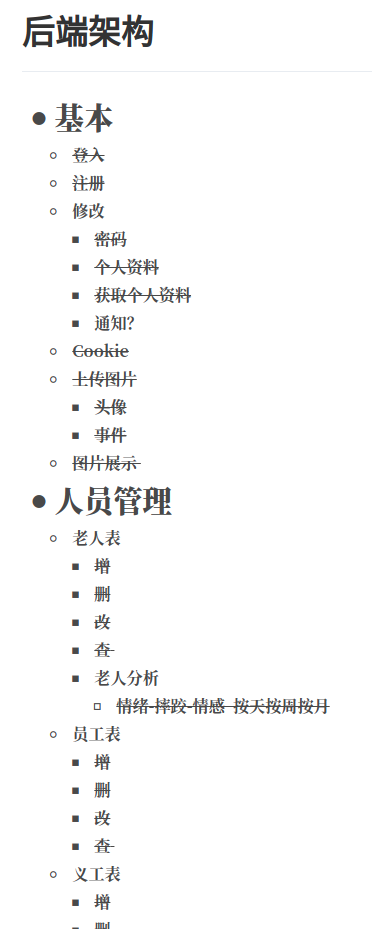 后端架构
基本
登入
注册
修改
密码
个人资料
获取个人资料
通知?
Cookie
上传图片
头像
事件
图片展示
人员管理
老人表
增
删
改
查
老人分析
情绪-摔跤-情感 按天按周按月
员工表
增
删
改
查
义工表
增
删